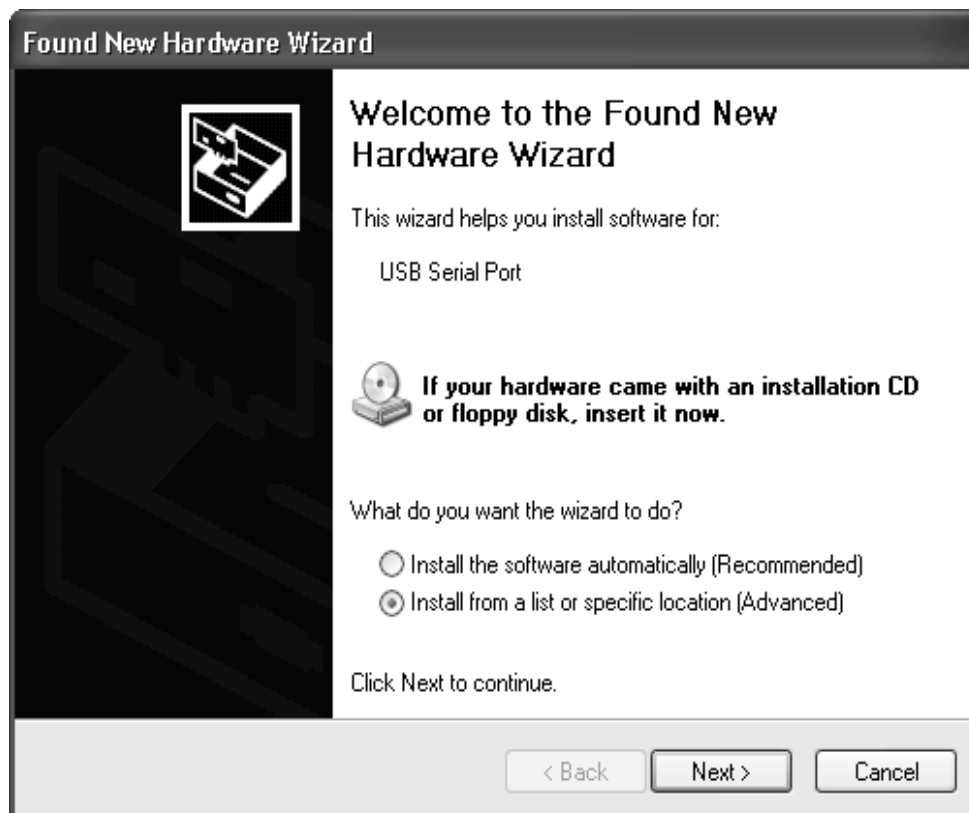 Found New Hardware Wizard
Welcome to the Found New
Hardware Wizard
This wizard helps you install software for:
USB Serial Port
If your hardware came with an installation CD
or floppy disk, insert it now.
What do you want the wizard to do?
Install the software automatically (Recommended)
Install from a list or specific location (Advanced)
Click Next to continue.
< Back
Next >
Cancel